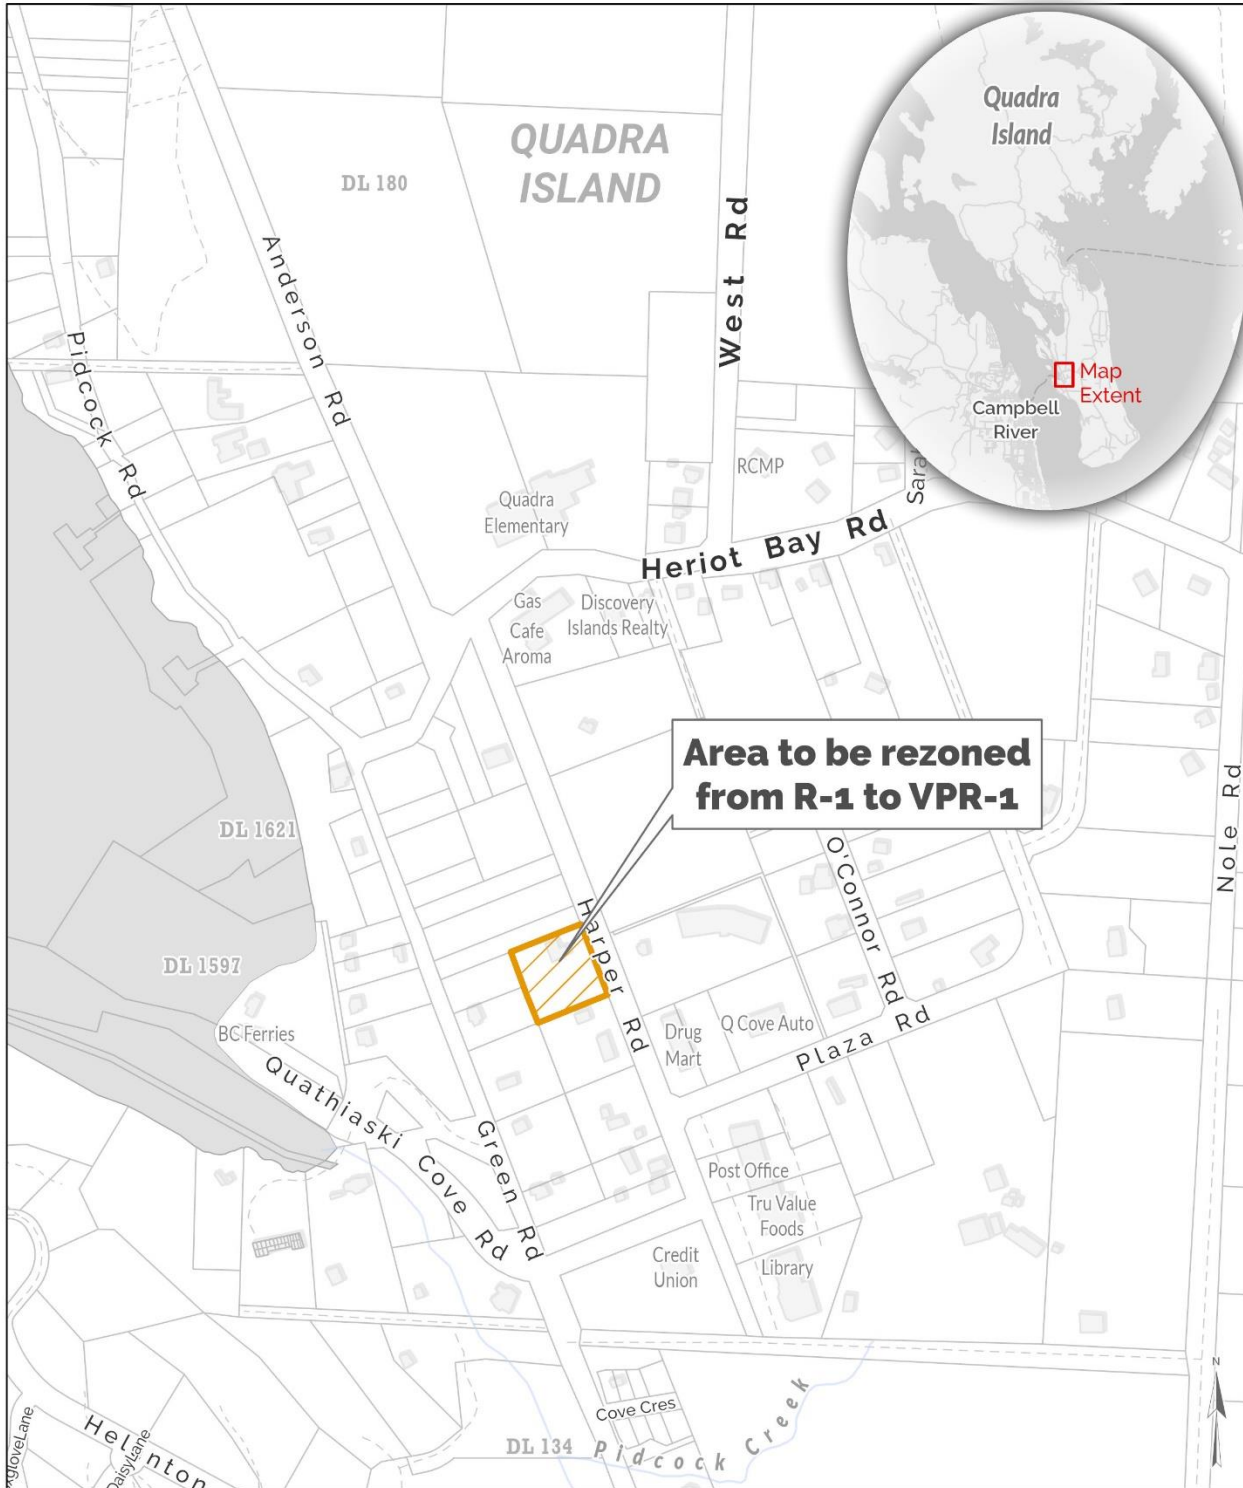 QUADRA
ISLAND
DL 180
Quadra
Island
Map
Extent
Campbell
River
Anderson Rd
Pidcock Rd
West Rd
RCMP
Quadra
Elementary
Heriot Bay Rd
Gas
Cafe
Aroma
Discovery
Islands Realty
Area to be rezoned
from R-1 to VPR-1
DL 1621
Nole Rd
O'Connor Rd
Harper Rd
DL 1597
BC Ferries
Drug
Mart
Q Cove Auto
Plaza Rd
Quathiaski Cove Rd
Green Rd
Post Office
Tru Value
Foods
Credit
Union
Library
N
Cove Cres
Pidcock Creek
DL 134
DaisyLane